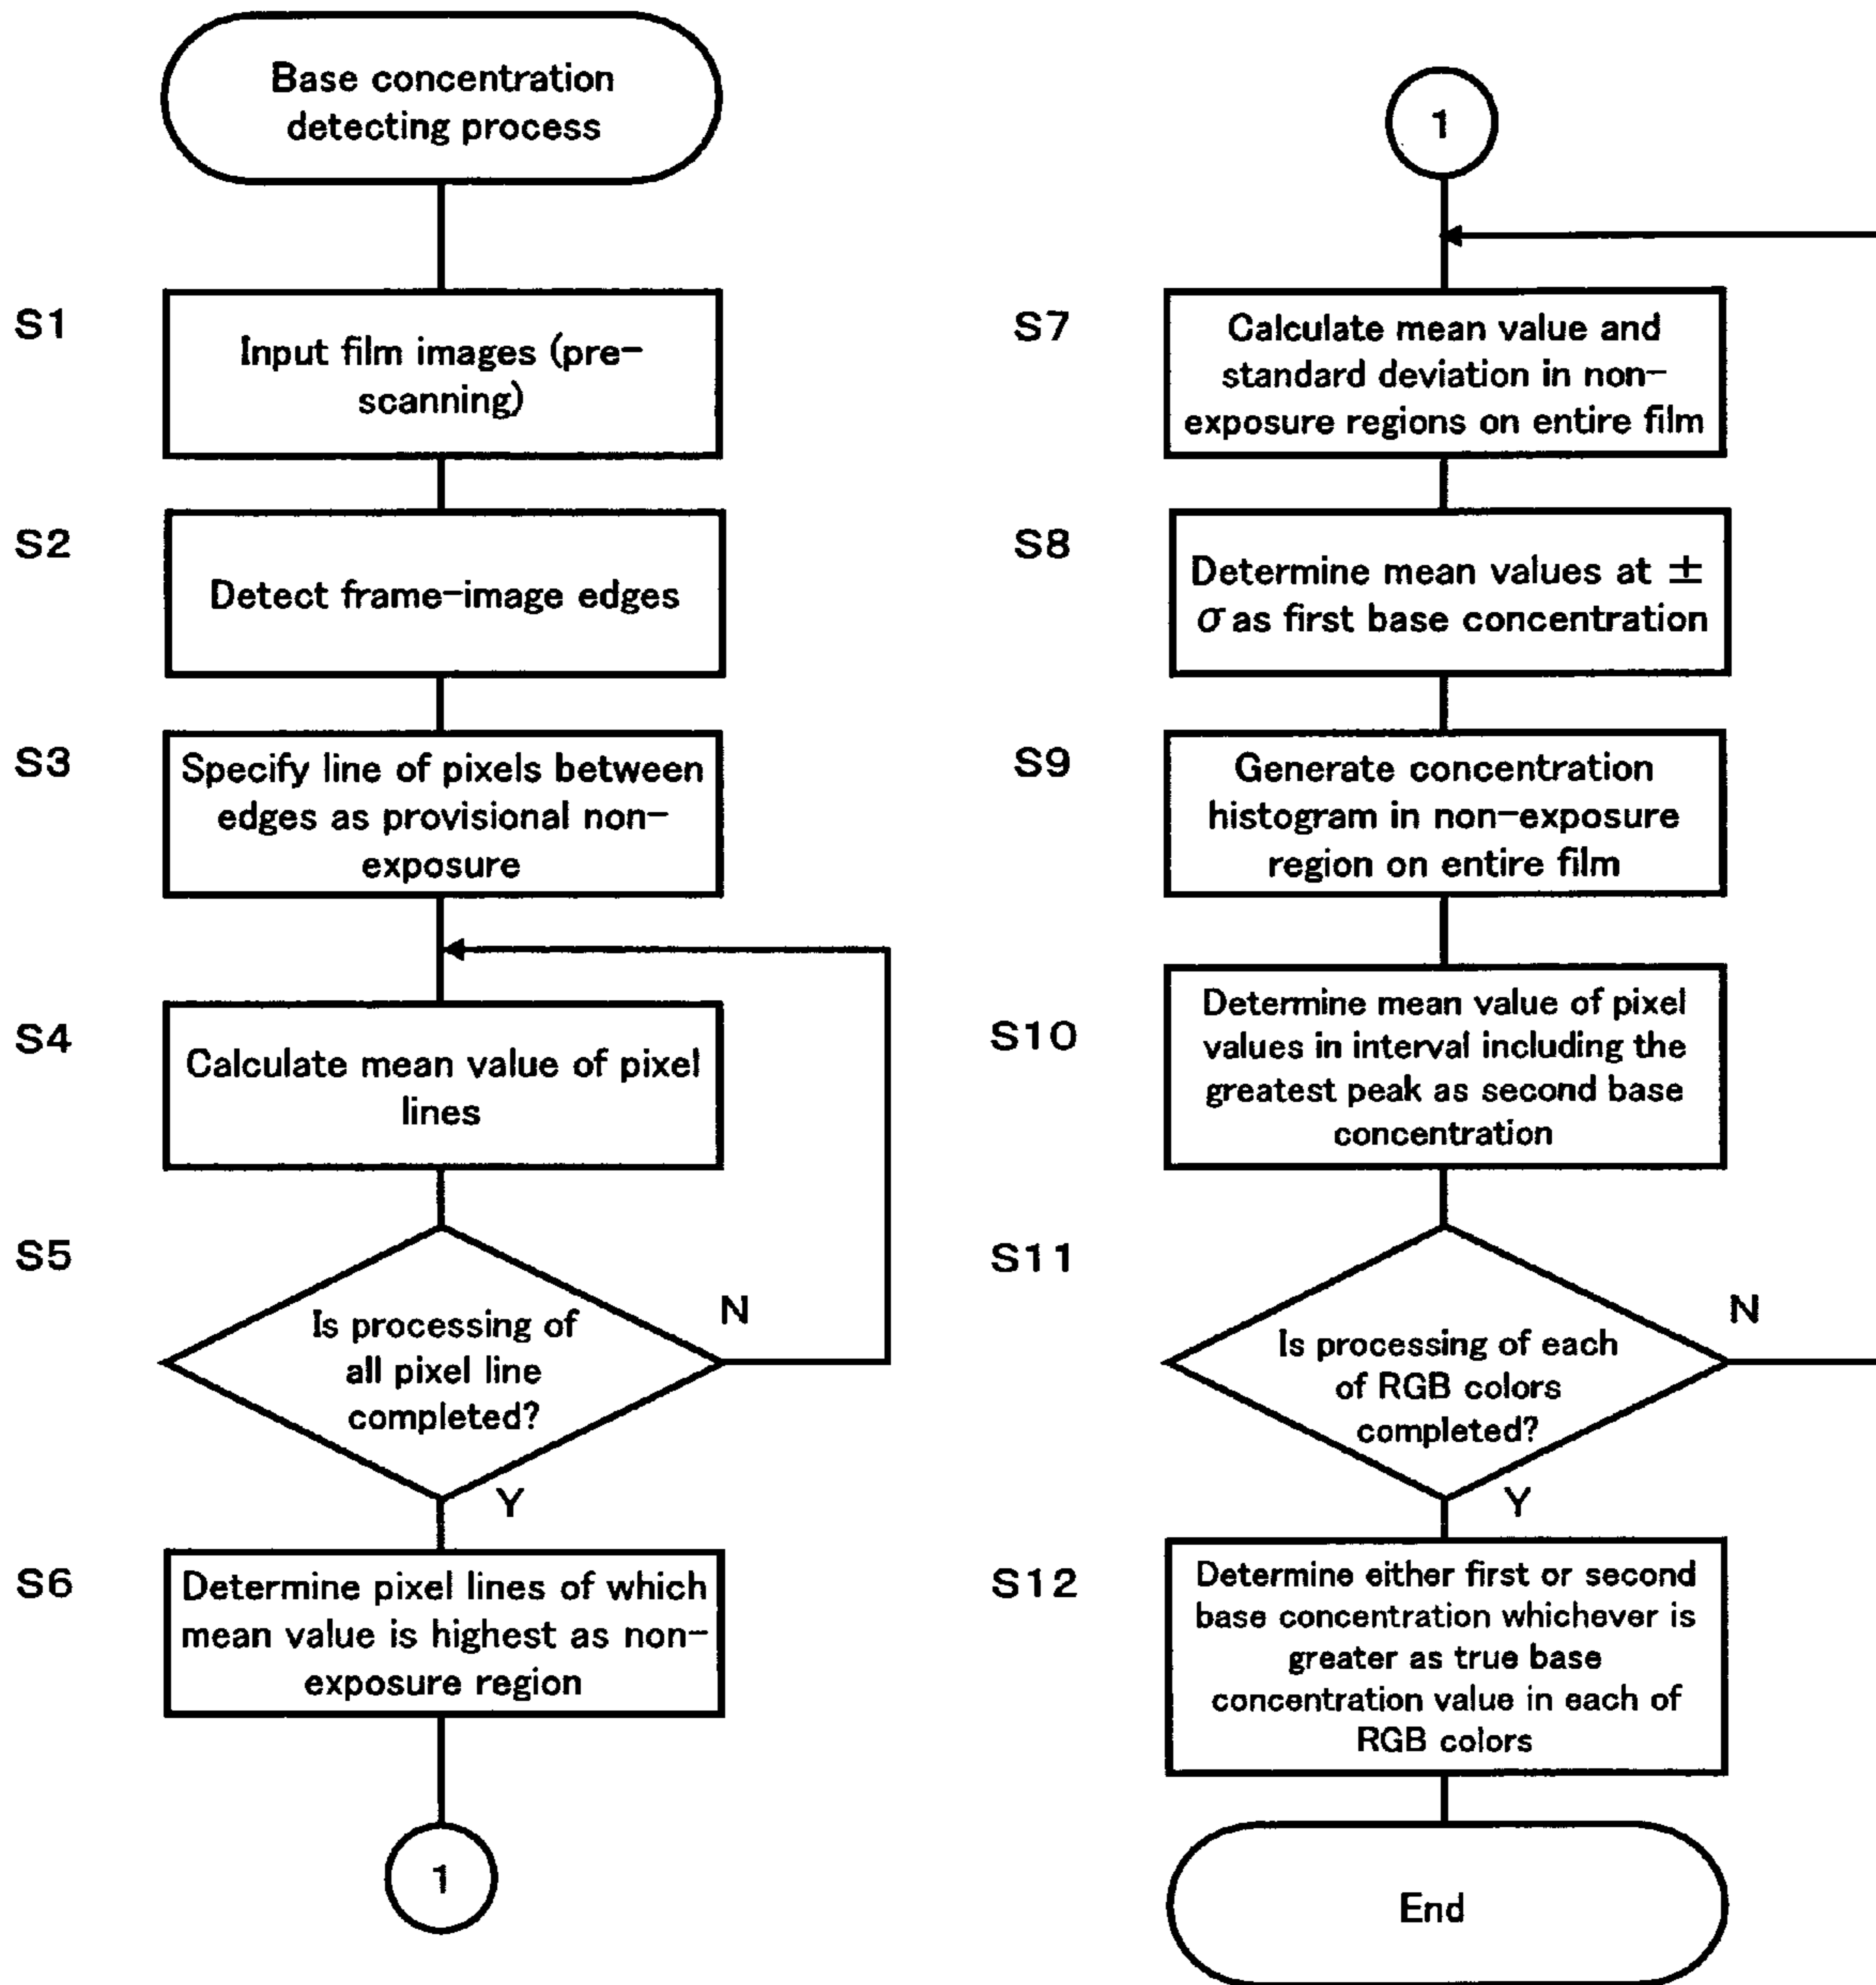 Base concentration
detecting process
S1
Input film images (pre-
scanning)
S2
Detect frame-image edges
S3
Specify line of pixels between
edges as provisional non-
exposure
S4
Calculate mean value of pixel
lines
S5
Is processing of
all pixel line
completed?
N
Y
S6
Determine pixel lines of which
mean value is highest as non-
exposure region
1
1
S7
Calculate mean value and
standard deviation in non-
exposure regions on entire film
S8
Determine mean values at ±
σ as first base concentration
S9
Generate concentration
histogram in non-exposure
region on entire film
S10
Determine mean value of pixel
values in interval including the
greatest peak as second base
concentration
S11
Is processing of each
of RGB colors
completed?
N
Y
S12
Determine either first or second
base concentration whichever is
greater as true base
concentration value in each of
RGB colors
End